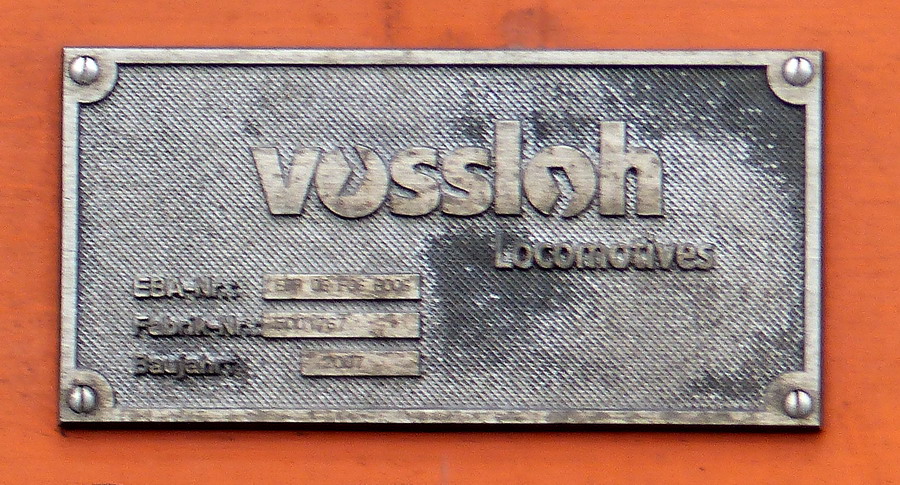 vossloh
Locomotives
EBA-Nr.:
Fabrik-Nr.:
Baujahr: 2007